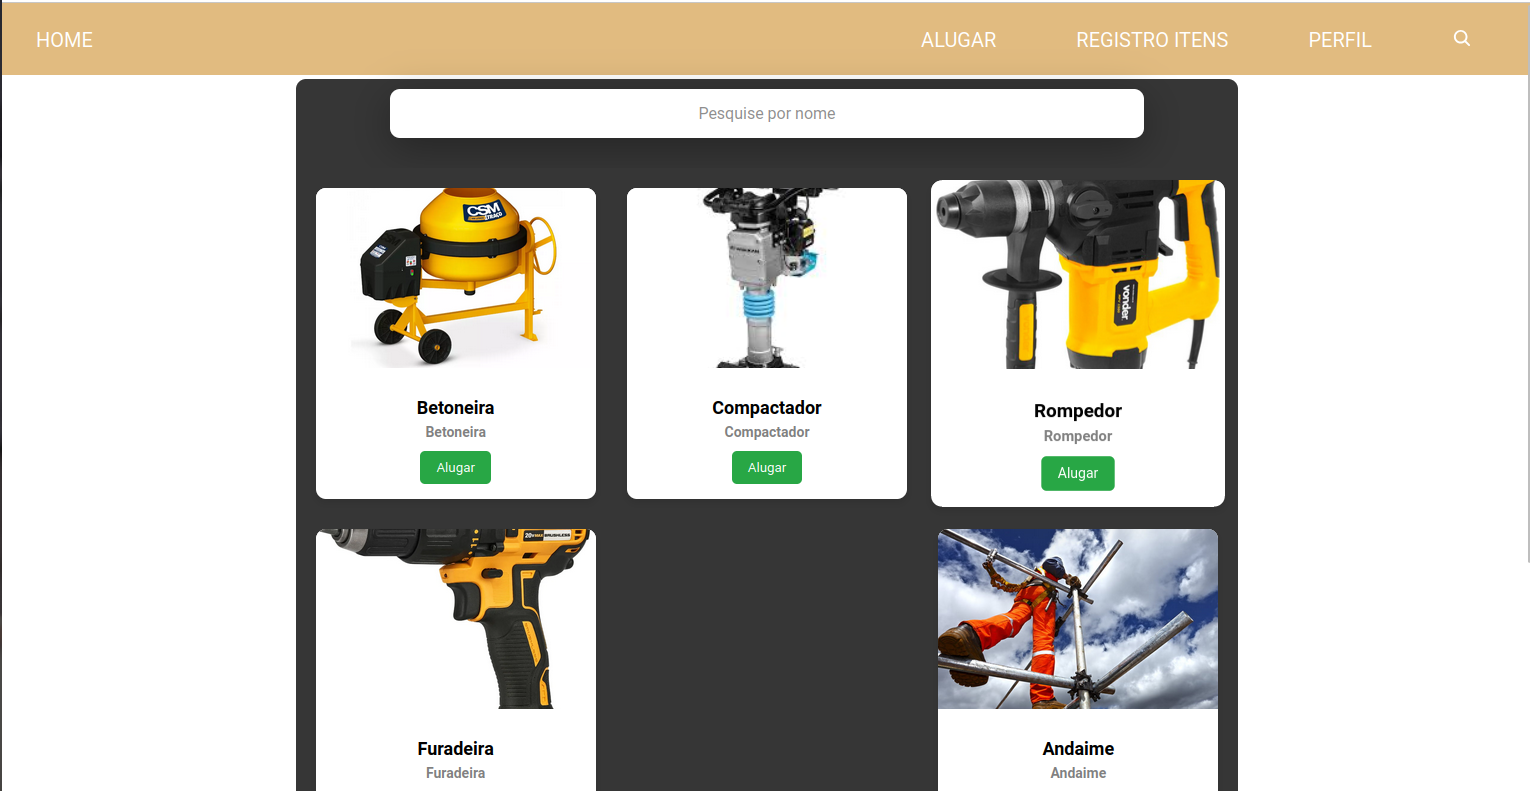 HOME
ALUGAR
REGISTRO ITENS
PERFIL
Pesquise por nome
CSM
vonder
Betoneira
Betoneira
Alugar
Compactador
Compactador
Alugar
Rompedor
Rompedor
Alugar
20V MAX BRUSHLESS
Furadeira
Furadeira
Andaime
Andaime